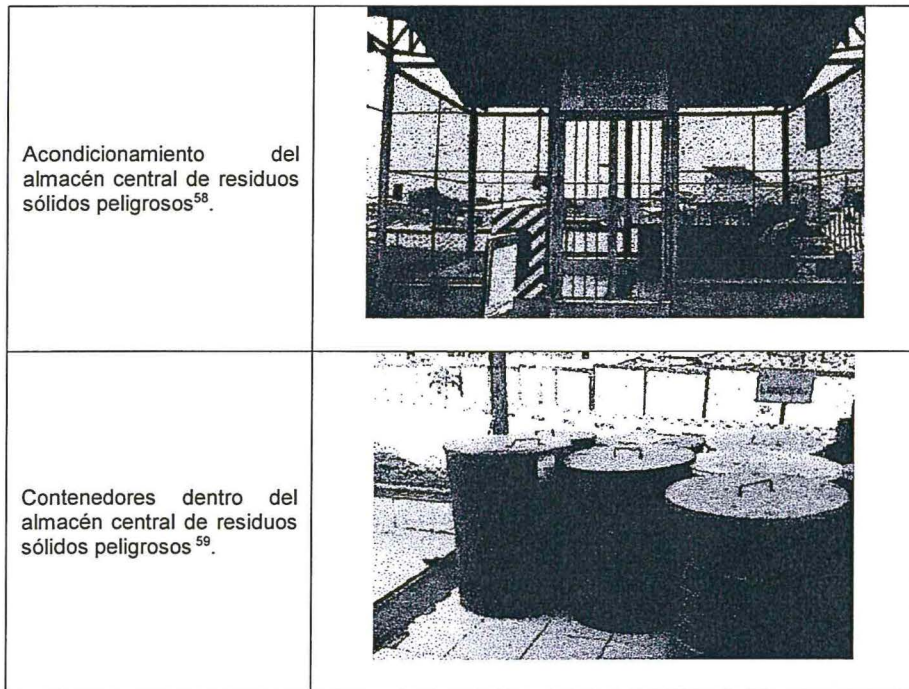 Acondicionamiento del
almacén central de residuos
sólidos peligrosos58.
Contenedores dentro del
almacén central de residuos
sólidos peligrosos 59.